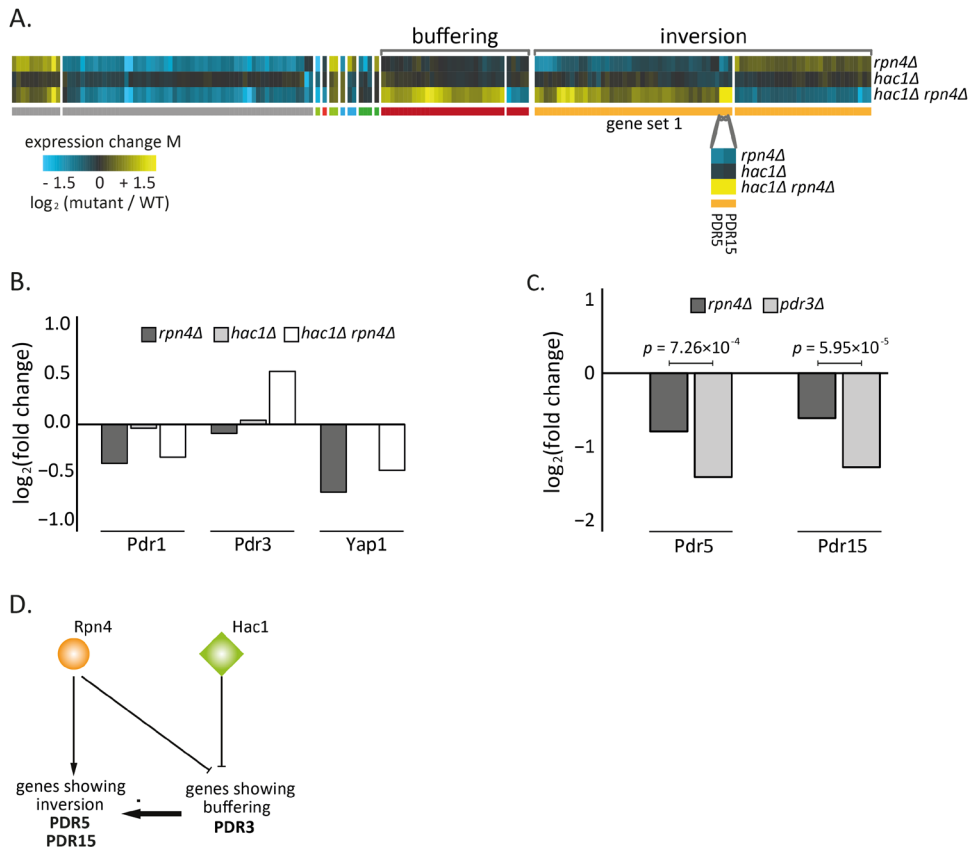 A.
buffering
inversion
rpn4Δ
hac1Δ
hac1Δ rpn4Δ
gene set 1
expression change M
- 1.5 0 + 1.5
log₂ (mutant / WT)
rpn4Δ
hac1Δ
hac1Δ rpn4Δ
PDR5
PDR15
B.
rpn4Δ hac1Δ hac1Δ rpn4Δ
log₂(fold change)
1.0
0.5
0.0
−0.5
−1.0
Pdr1 Pdr3 Yap1
C.
rpn4Δ pdr3Δ
p = 7.26×10⁻⁴
p = 5.95×10⁻⁵
log₂(fold change)
1
0
−1
−2
Pdr5 Pdr15
D.
Rpn4
Hac1
genes showing
inversion
PDR5
PDR15
genes showing
buffering
PDR3